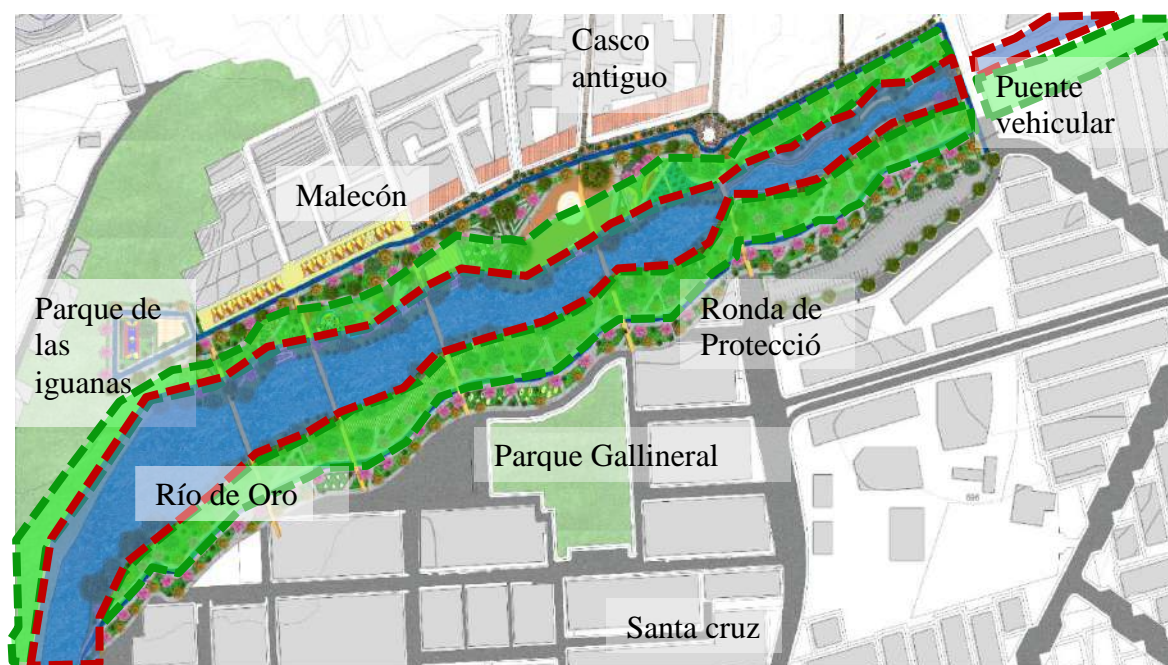 Casco
antiguo
Puente
vehicular
Malecón
Parque de
las
iguanas
Ronda de
Protecció
Parque Gallineral
Río de Oro
696
Santa cruz